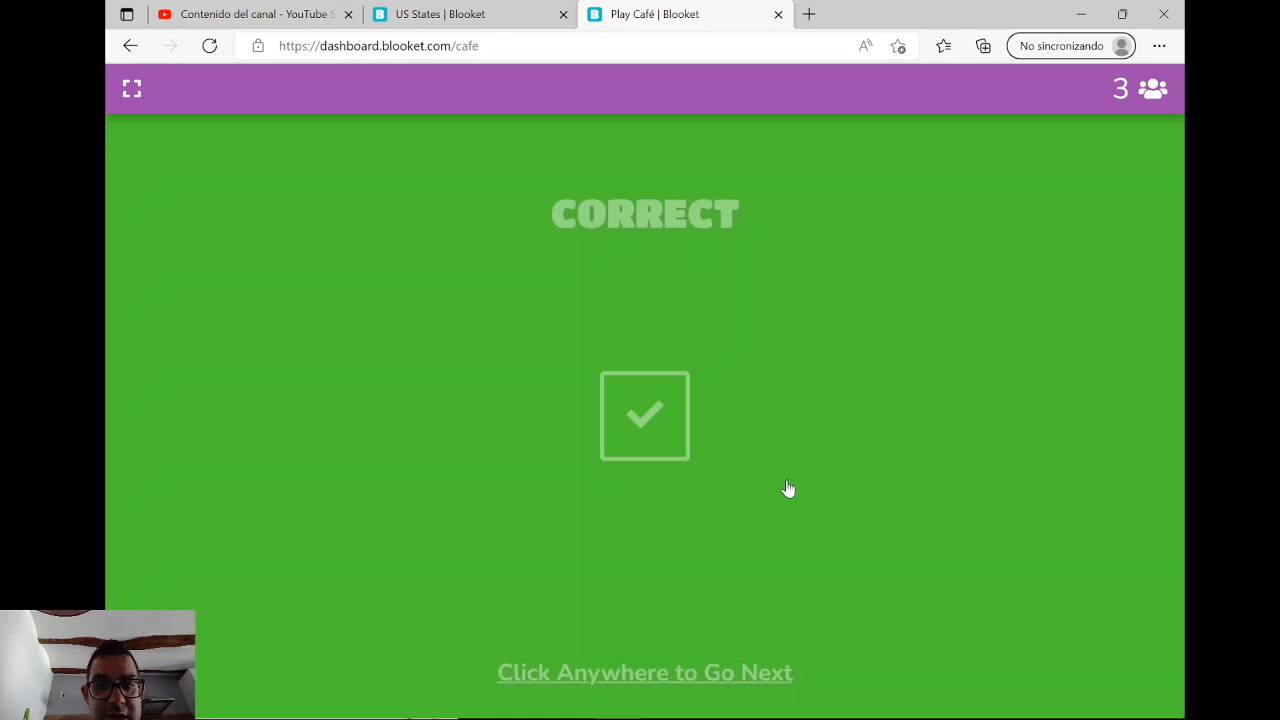 Contenido del canal - YouTube S
US States | Blooket
Play Café | Blooket
https://dashboard.blooket.com/cafe
No sincronizando
3
CORRECT
Click Anywhere to Go Next